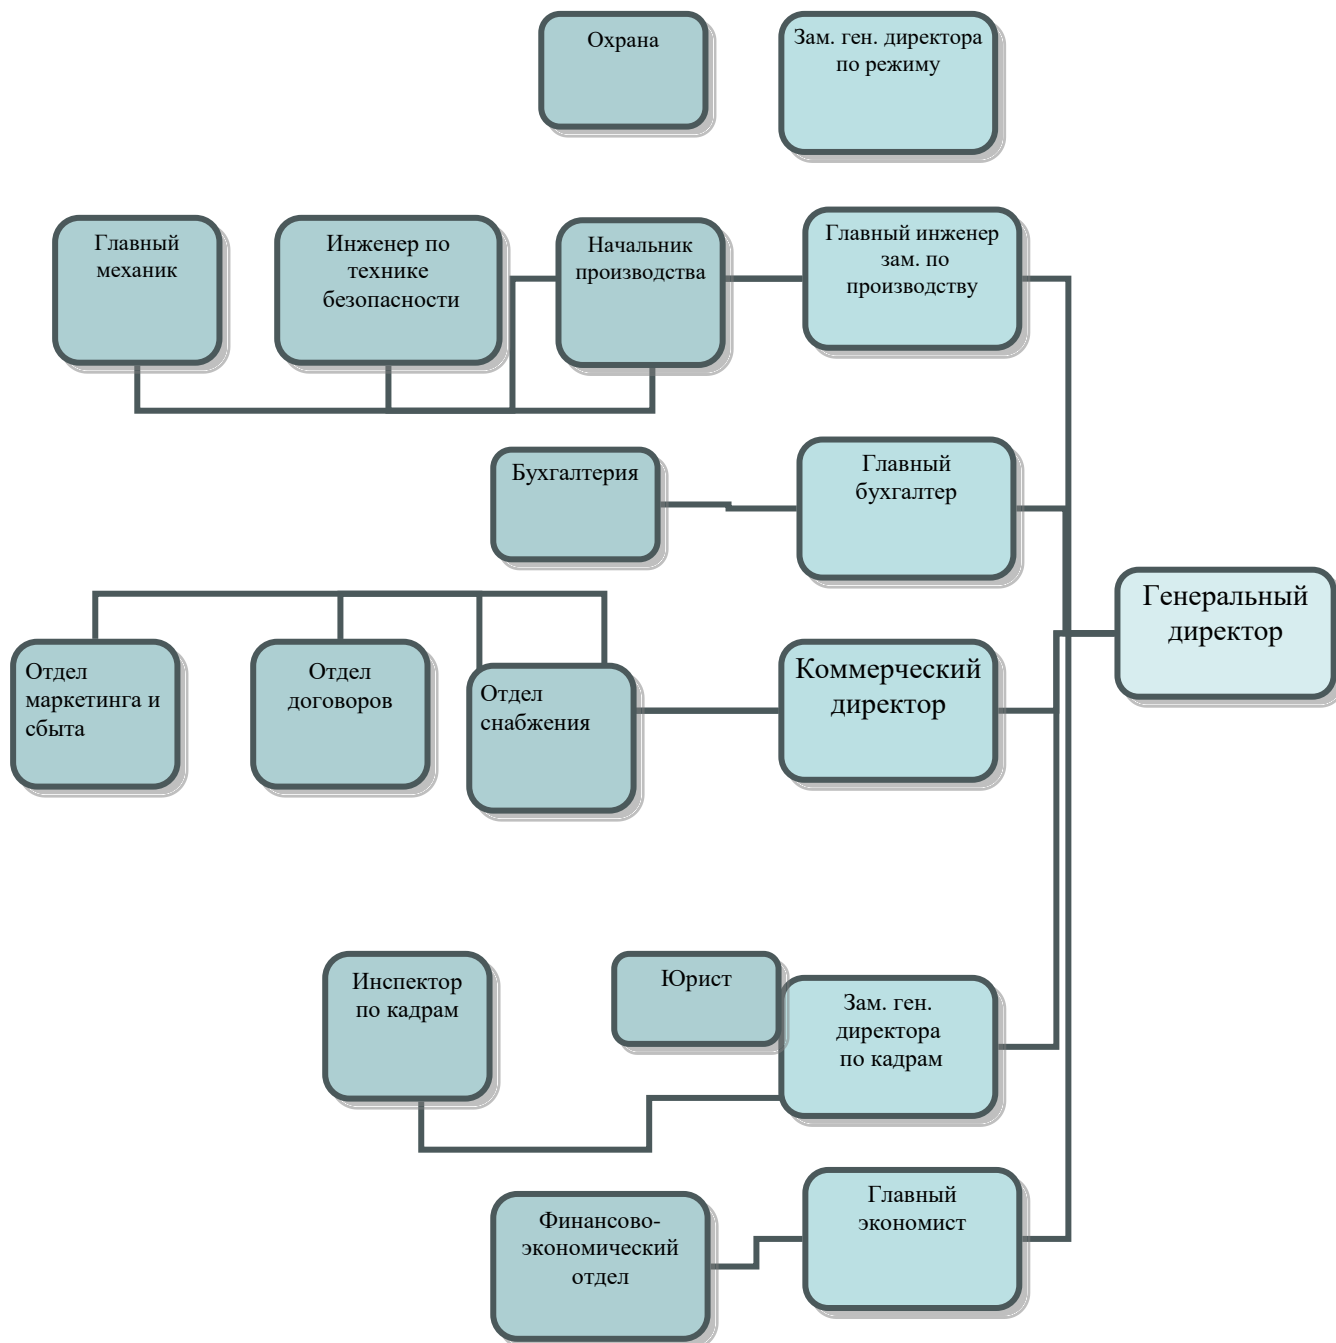 Охрана
Зам. ген. директора
по режиму
Главный
механик
Инженер по
технике
безопасности
Начальник
производства
Главный инженер
зам. по
производству
Бухгалтерия
Главный
бухгалтер
Генеральный
директор
Отдел
маркетинга и
сбыта
Отдел
договоров
Отдел
снабжения
Коммерческий
директор
Инспектор
по кадрам
Юрист
Зам. ген.
директора
по кадрам
Финансово-
экономический
отдел
Главный
экономист